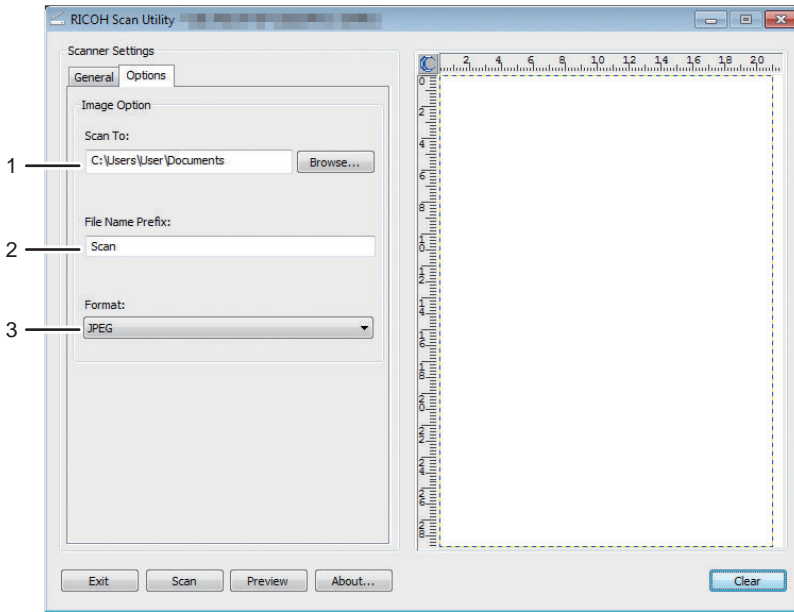 RICOH Scan Utility
Scanner Settings
General Options
Image Option
Scan To:
1
C:\Users\User\Documents
Browse...
File Name Prefix:
2
Scan
Format:
3
JPEG
2 4 6 8 10 12 14 16 18 20
0
2
4
6
8
10
12
14
16
18
20
22
24
26
28
Exit Scan Preview About... Clear